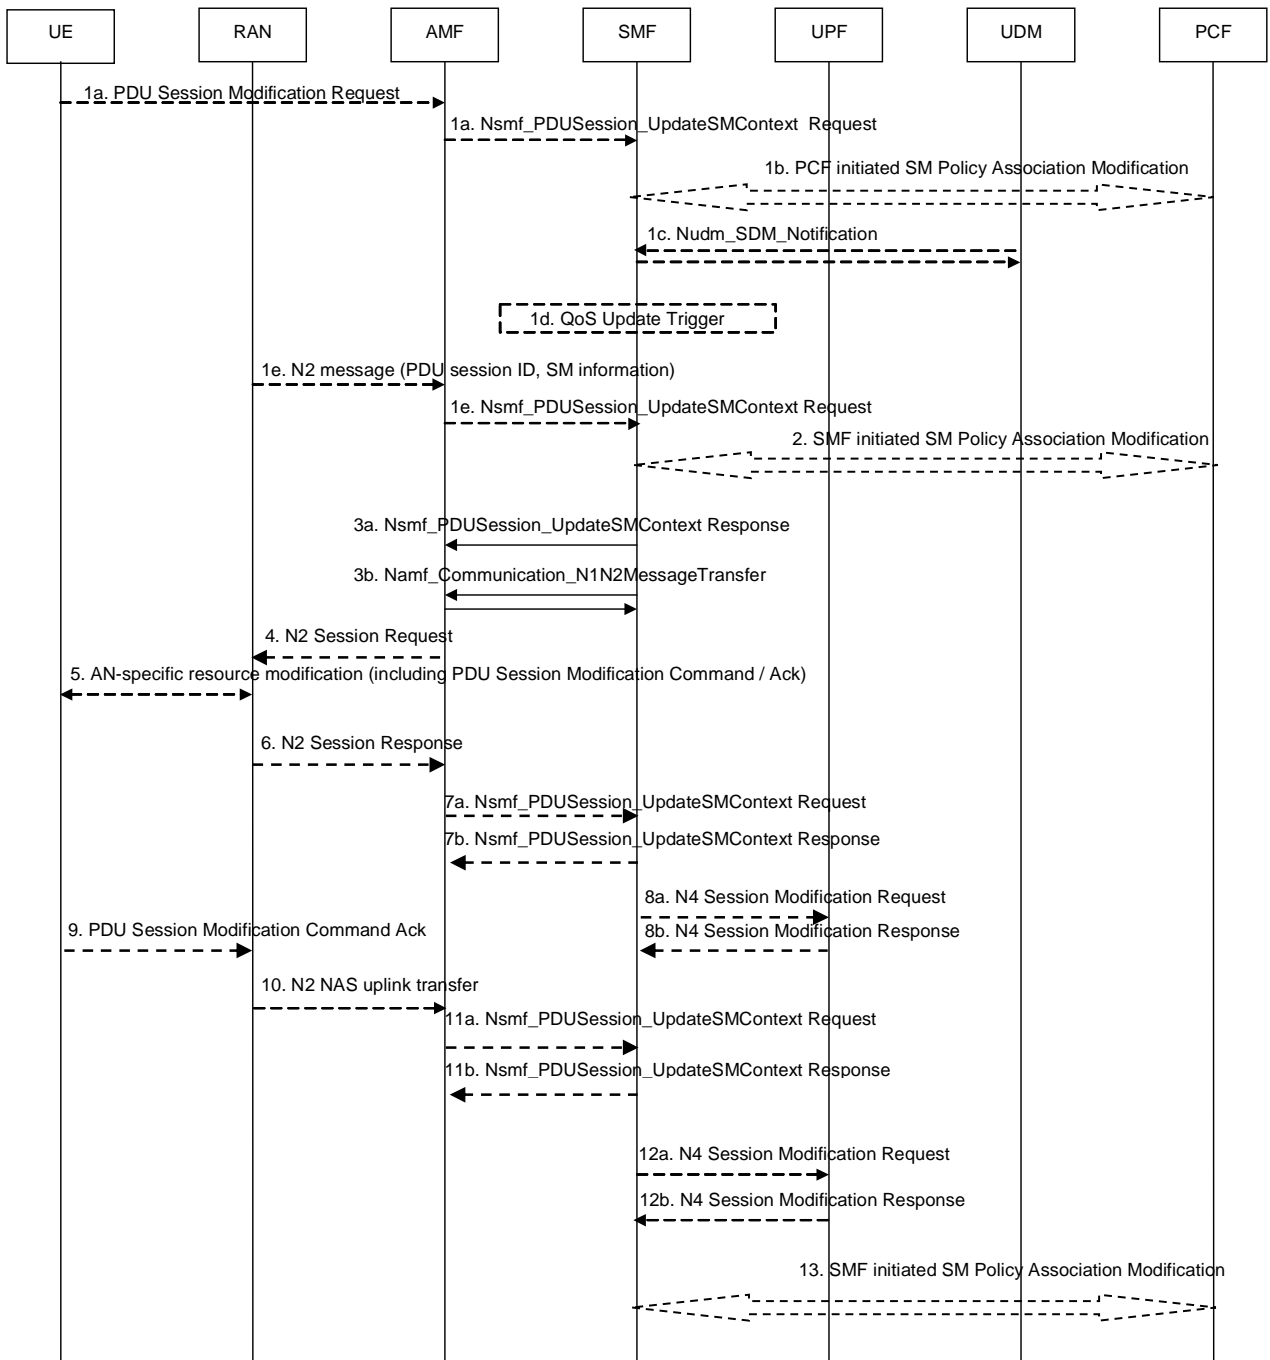 UE
RAN
AMF
SMF
UPF
UDM
PCF
1a. PDU Session Modification Request
1a. Nsmf_PDUSession_UpdateSMContext  Request
1b. PCF initiated SM Policy Association Modification
1c. Nudm_SDM_Notification
1d. QoS Update Trigger
1e. N2 message (PDU session ID, SM information)
1e. Nsmf_PDUSession_UpdateSMContext Request
2. SMF initiated SM Policy Association Modification
3a. Nsmf_PDUSession_UpdateSMContext Response
3b. Namf_Communication_N1N2MessageTransfer
4. N2 Session Request
5. AN-specific resource modification (including PDU Session Modification Command / Ack)
6. N2 Session Response
7a. Nsmf_PDUSession_UpdateSMContext Request
7b. Nsmf_PDUSession_UpdateSMContext Response
8a. N4 Session Modification Request
9. PDU Session Modification Command Ack
8b. N4 Session Modification Response
10. N2 NAS uplink transfer
11a. Nsmf_PDUSession_UpdateSMContext Request
11b. Nsmf_PDUSession_UpdateSMContext Response
12a. N4 Session Modification Request
12b. N4 Session Modification Response
13. SMF initiated SM Policy Association Modification